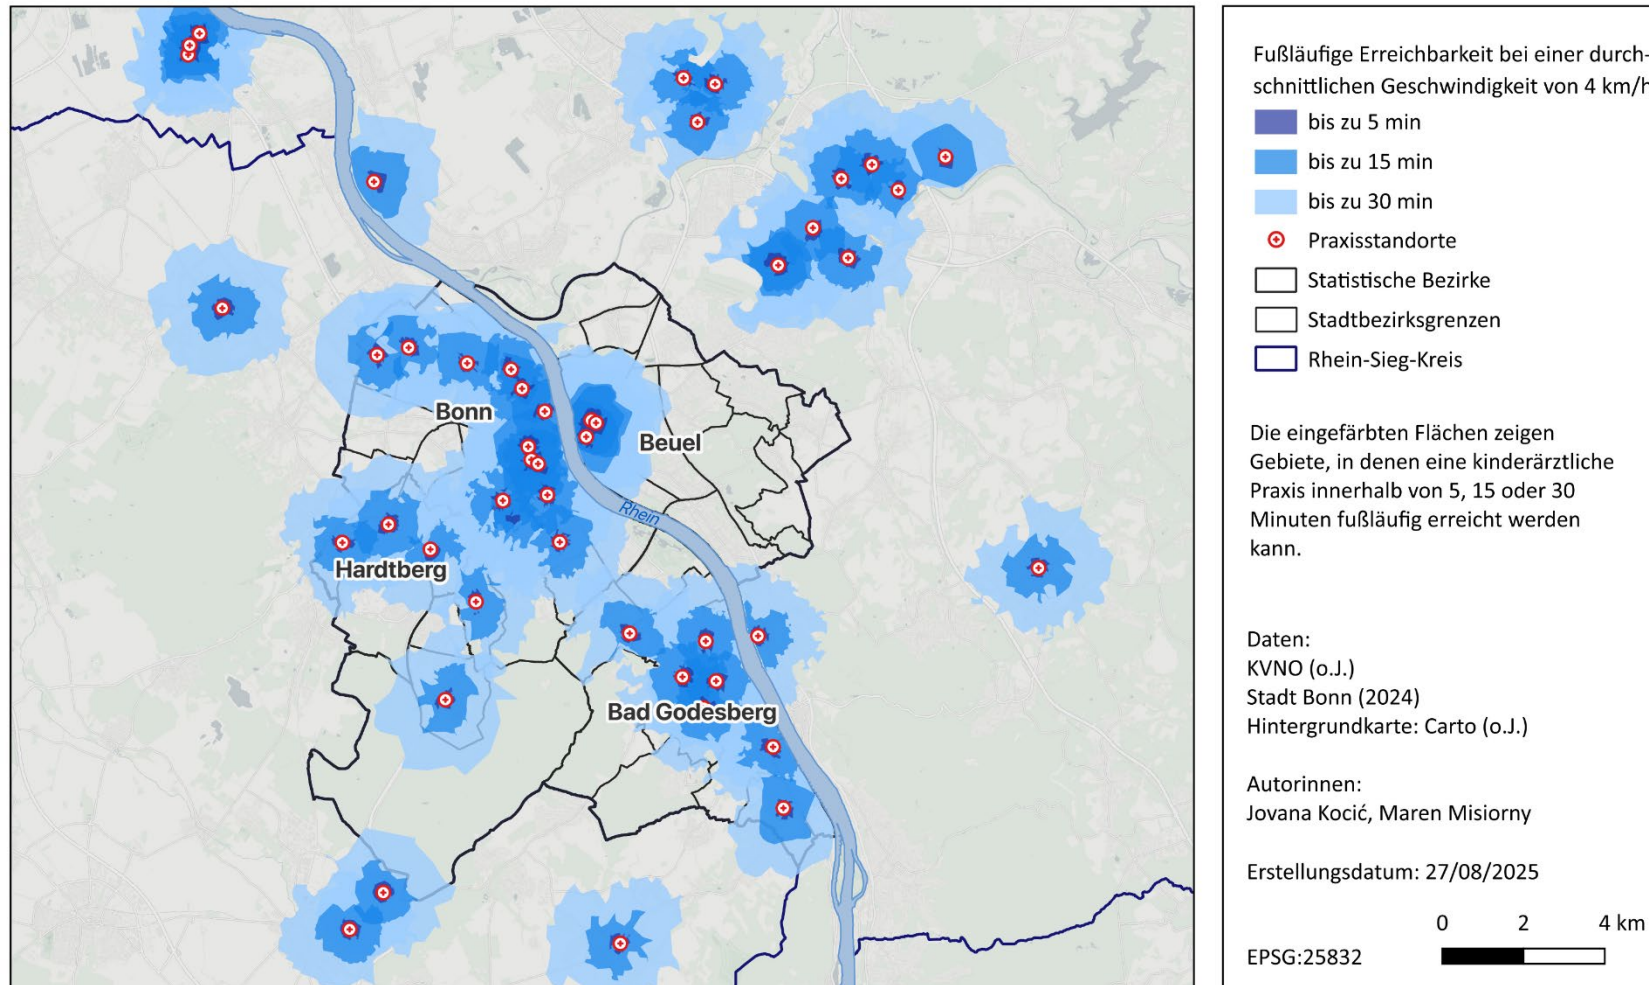 Bonn
Beuel
Rhein
Hardtberg
Bad Godesberg
Fußläufige Erreichbarkeit bei einer durch-
schnittlichen Geschwindigkeit von 4 km/h
bis zu 5 min
bis zu 15 min
bis zu 30 min
Praxisstandorte
Statistische Bezirke
Stadtbezirksgrenzen
Rhein-Sieg-Kreis
Die eingefärbten Flächen zeigen
Gebiete, in denen eine kinderärztliche
Praxis innerhalb von 5, 15 oder 30
Minuten fußläufig erreicht werden
kann.
Daten:
KVNO (o.J.)
Stadt Bonn (2024)
Hintergrundkarte: Carto (o.J.)
Autorinnen:
Jovana Kocić, Maren Misiorny
Erstellungsdatum: 27/08/2025
0 2 4 km
EPSG:25832